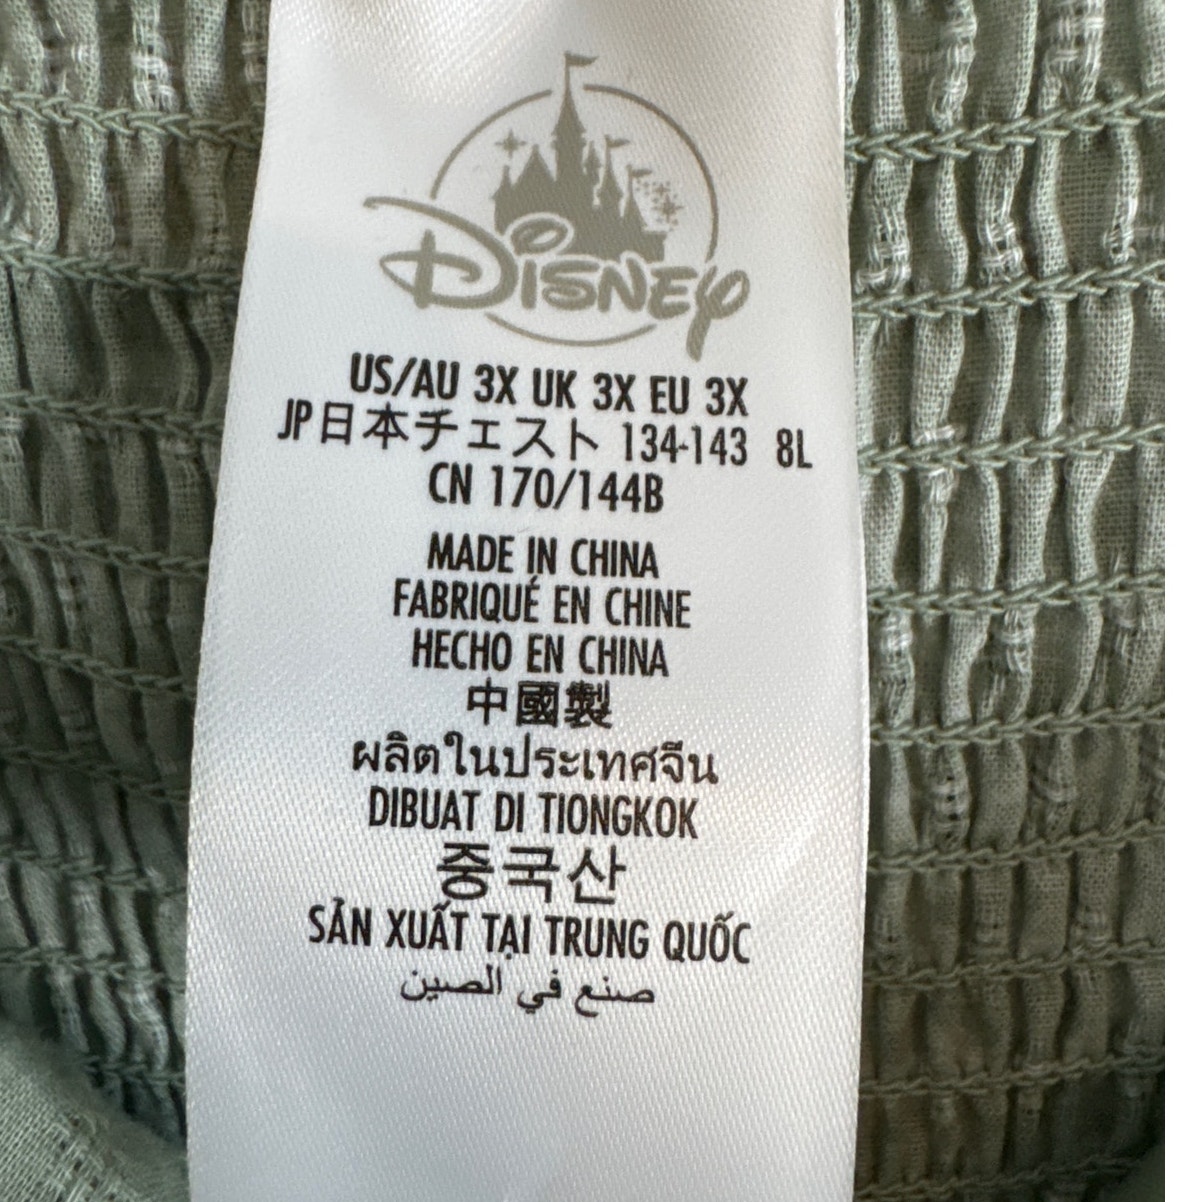 Disney
US/AU 3X UK 3X EU 3X
JP日本チェスト 134-143 8L
CN 170/144B
MADE IN CHINA
FABRIQUÉ EN CHINE
HECHO EN CHINA
中國製
ผลิตในประเทศจีน
DIBUAT DI TIONGKOK
중국산
SẢN XUẤT TẠI TRUNG QUỐC
صنع في الصين